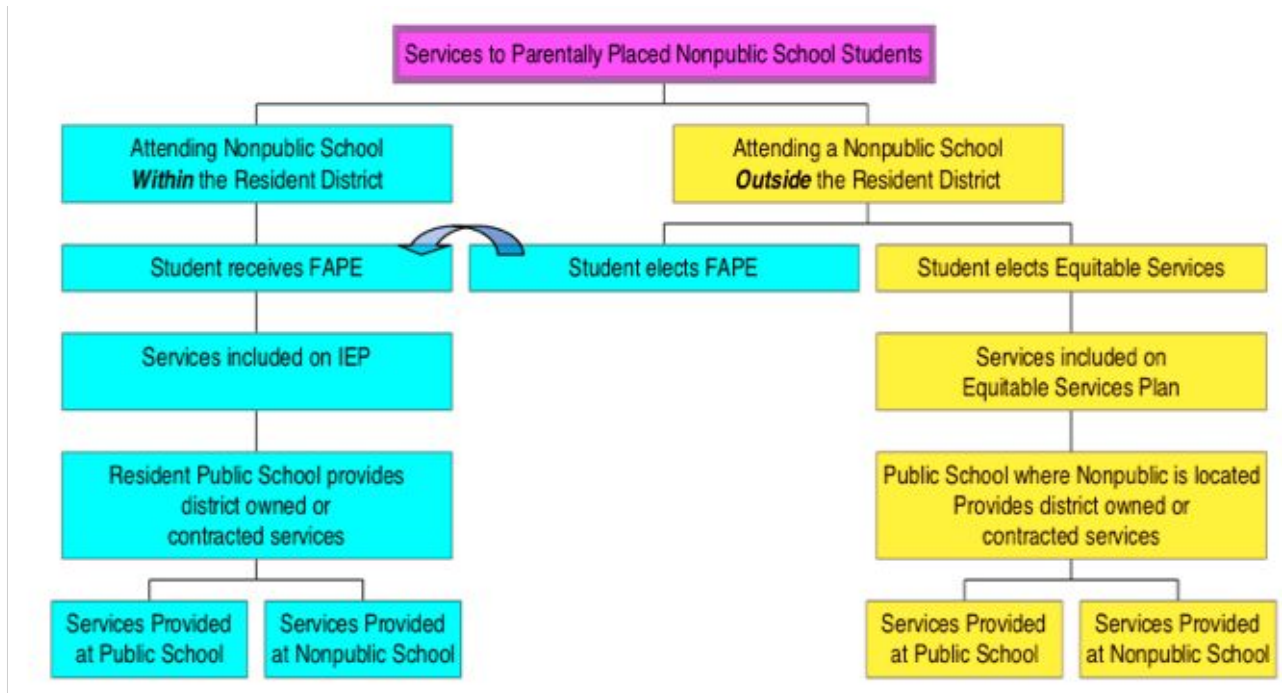 Services to Parentally Placed Nonpublic School Students
Attending Nonpublic School
Within the Resident District
Attending a Nonpublic School
Outside the Resident District
Student receives FAPE
Student elects FAPE
Student elects Equitable Services
Services included on IEP
Services included on
Equitable Services Plan
Resident Public School provides
district owned or
contracted services
Public School where Nonpublic is located
Provides district owned or
contracted services
Services Provided
at Public School
Services Provided
at Nonpublic School
Services Provided
at Public School
Services Provided
at Nonpublic School